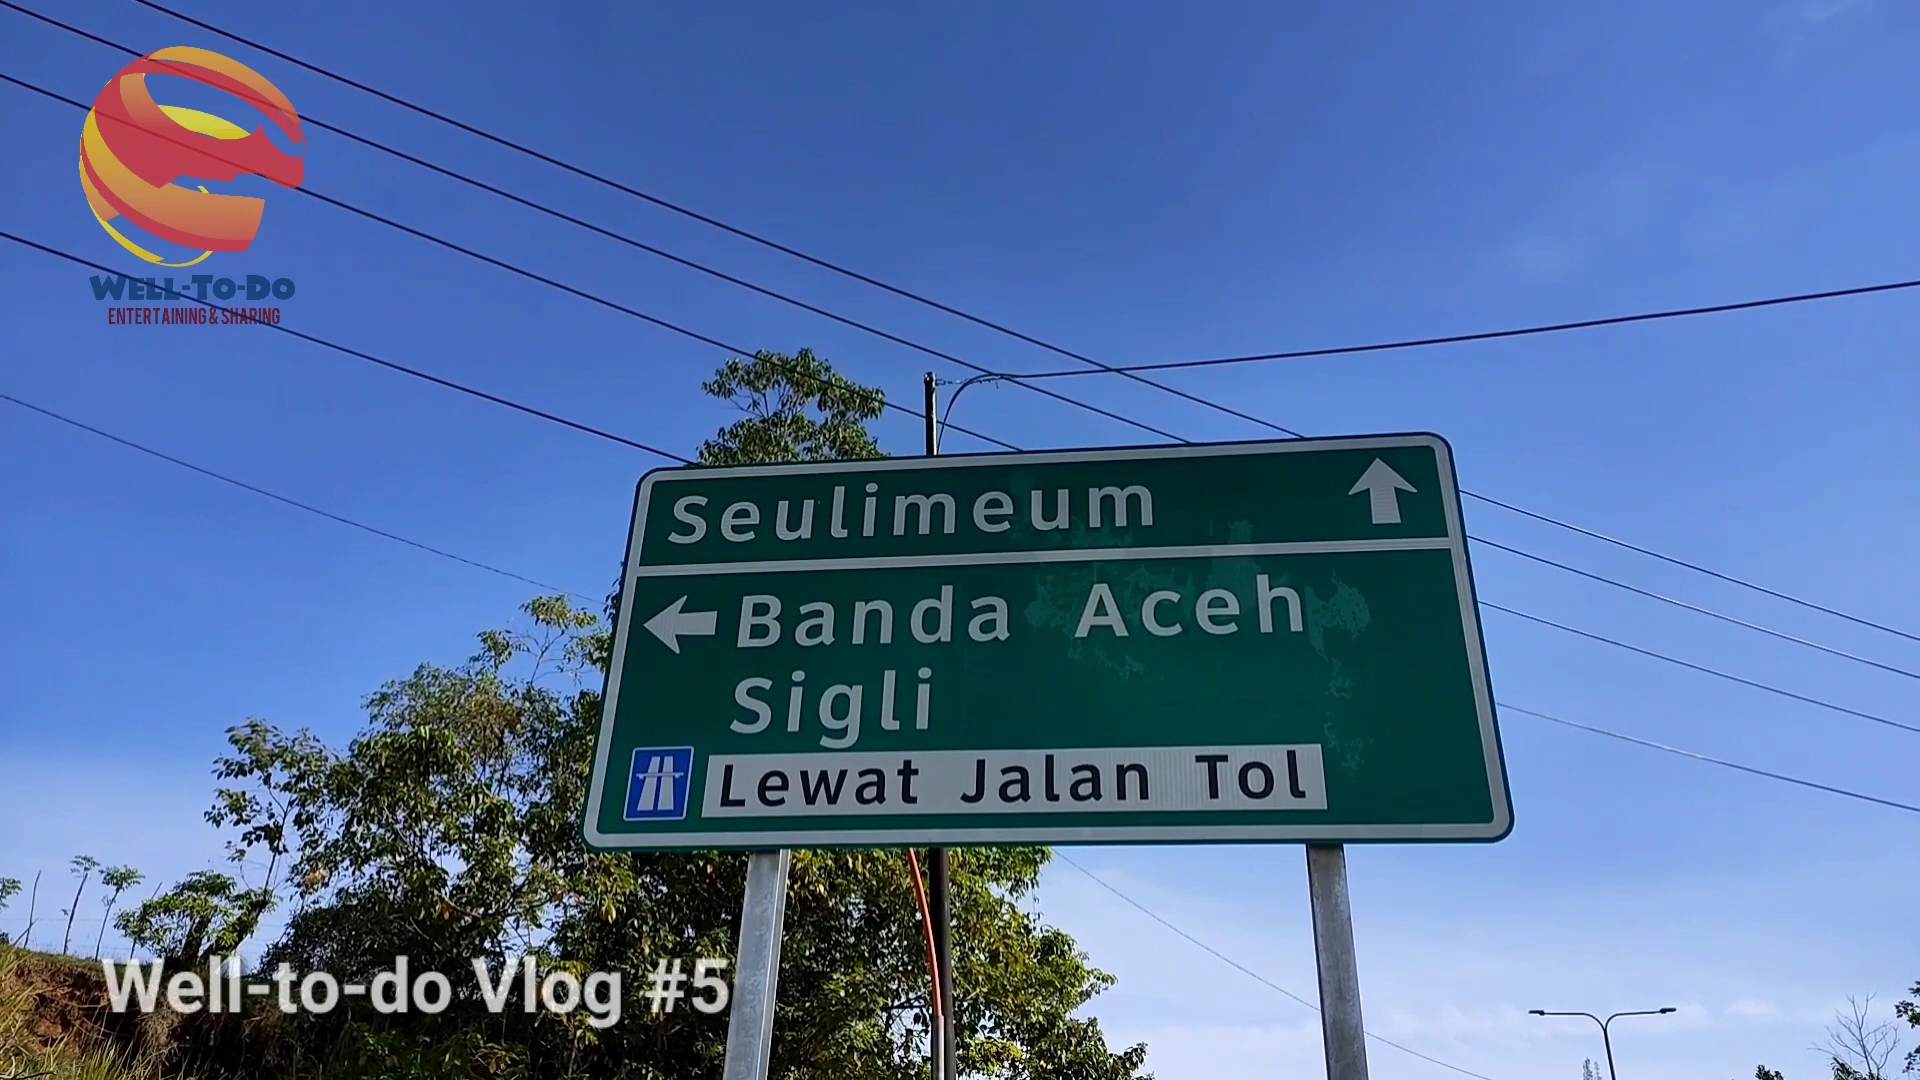 WELL-TO-DO
ENTERTAINING & SHARING
Seulimeum
Banda Aceh
Sigli
Lewat Jalan Tol
Well-to-do Vlog #5